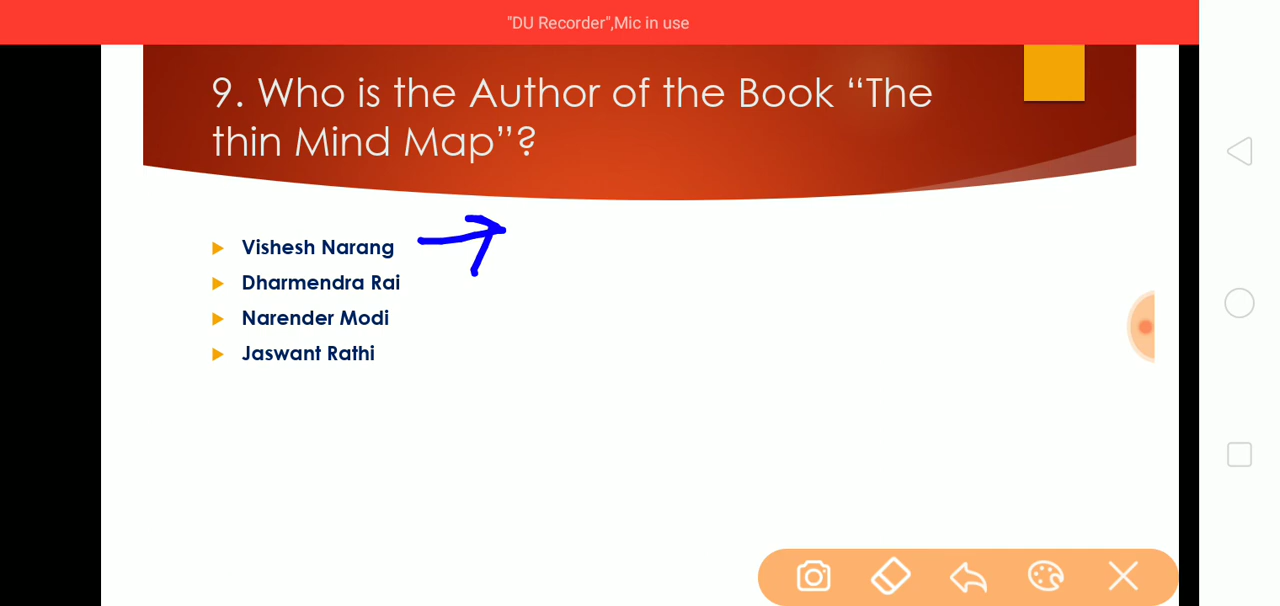 "DU Recorder",Mic in use
9. Who is the Author of the Book “The
thin Mind Map”?
Vishesh Narang
Dharmendra Rai
Narender Modi
Jaswant Rathi